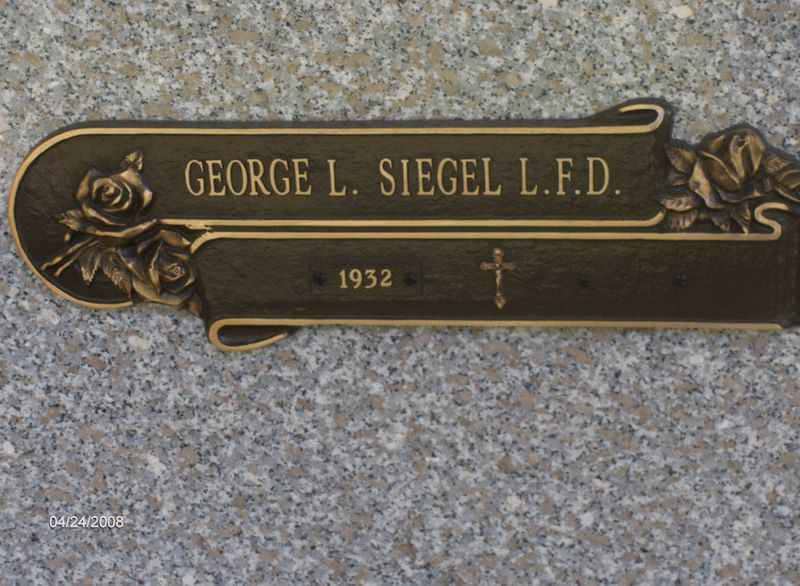 GEORGE L. SIEGEL L.F.D.
1932
04/24/2008